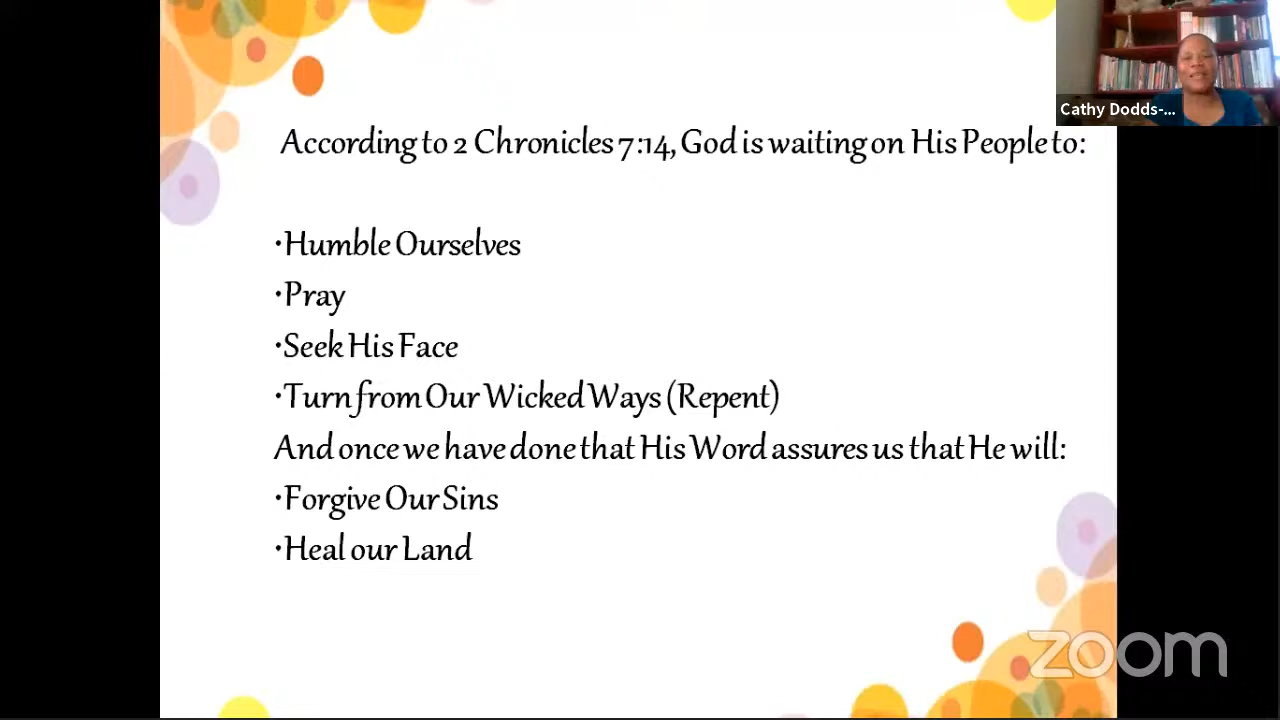 Cathy Dodds-...
According to 2 Chronicles 7:14, God is waiting on His People to:
•Humble Ourselves
•Pray
•Seek His Face
•Turn from Our Wicked Ways (Repent)
And once we have done that His Word assures us that He will:
•Forgive Our Sins
•Heal our Land
zoom